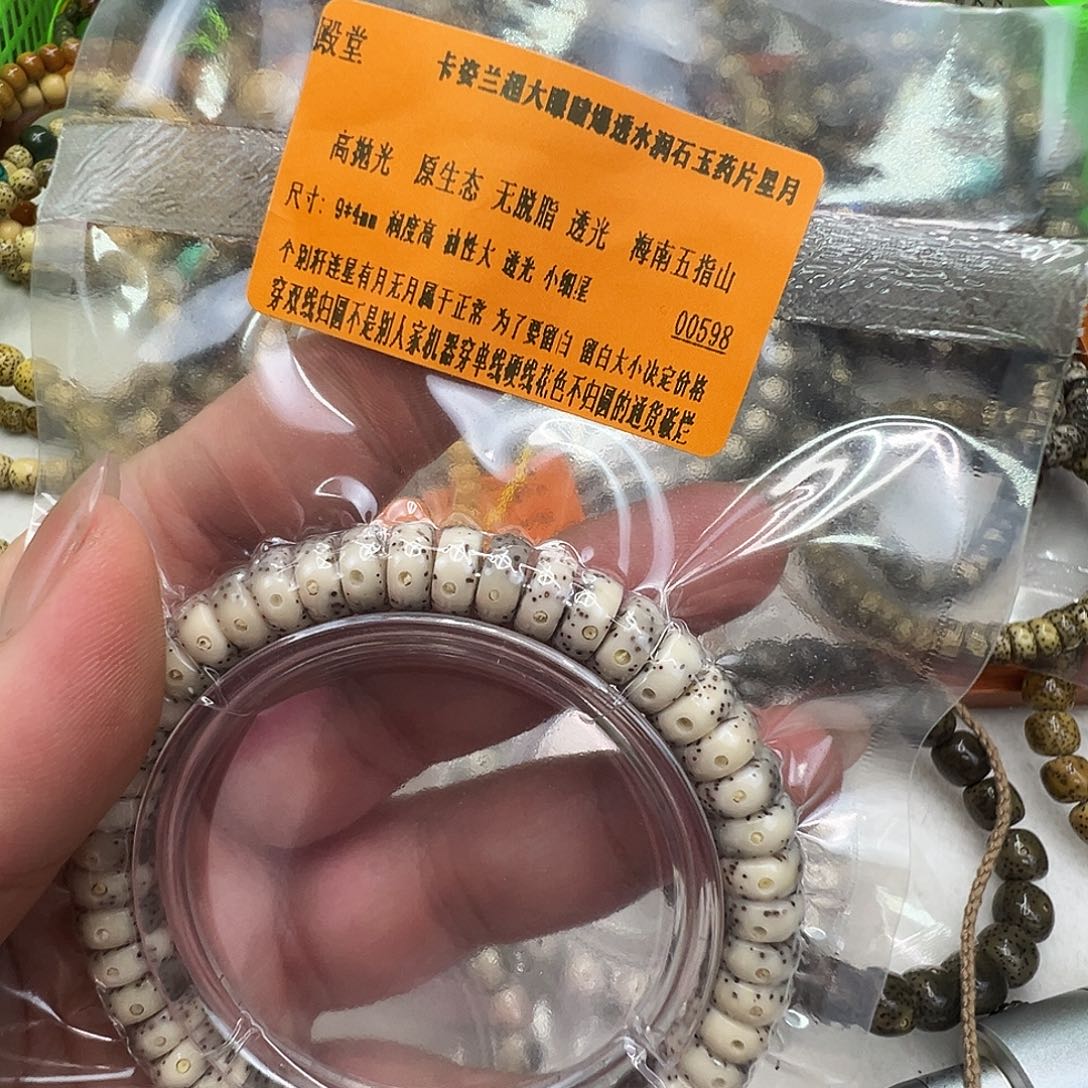 殿堂
卡姿兰超大眼睛爆透水润石玉药片星月
高抛光 原生态 无脱脂 透光 海南五指山
尺寸：9*4mm 润度高 油性大 透光 小细星
00598
个别籽连星有月无月属于正常 为了要留白 留白大小决定价格
穿双线归圆不是别人家机器穿单线硬线花色不归圆的通货破烂